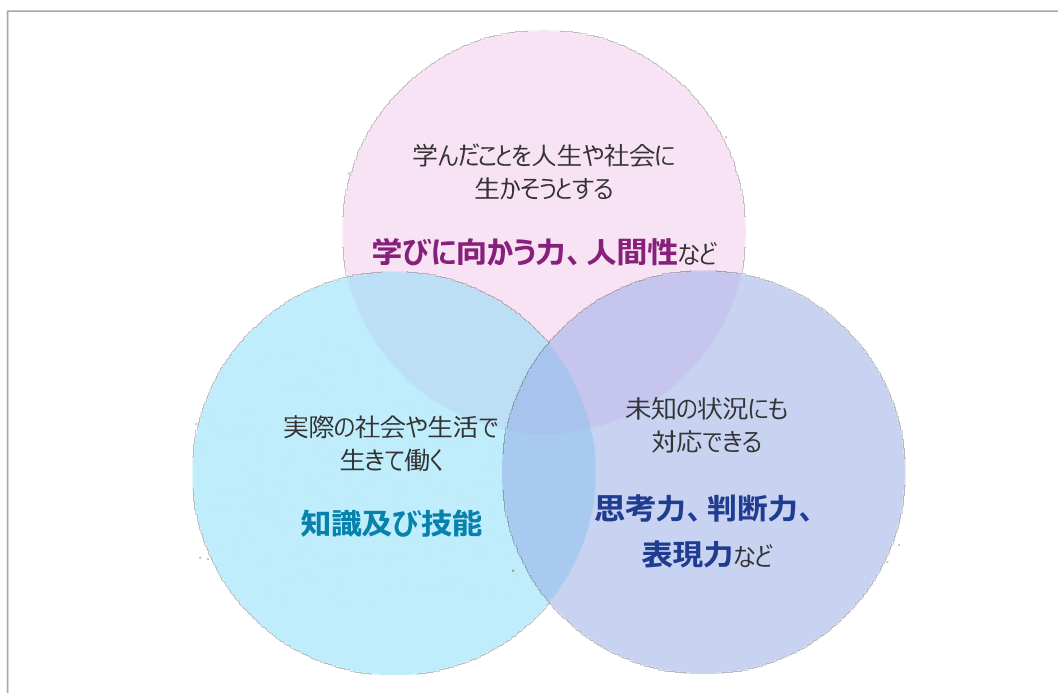 学んだことを人生や社会に
生かそうとする
学びに向かう力、人間性など
実際の社会や生活で
生きて働く
知識及び技能
未知の状況にも
対応できる
思考力、判断力、
表現力など